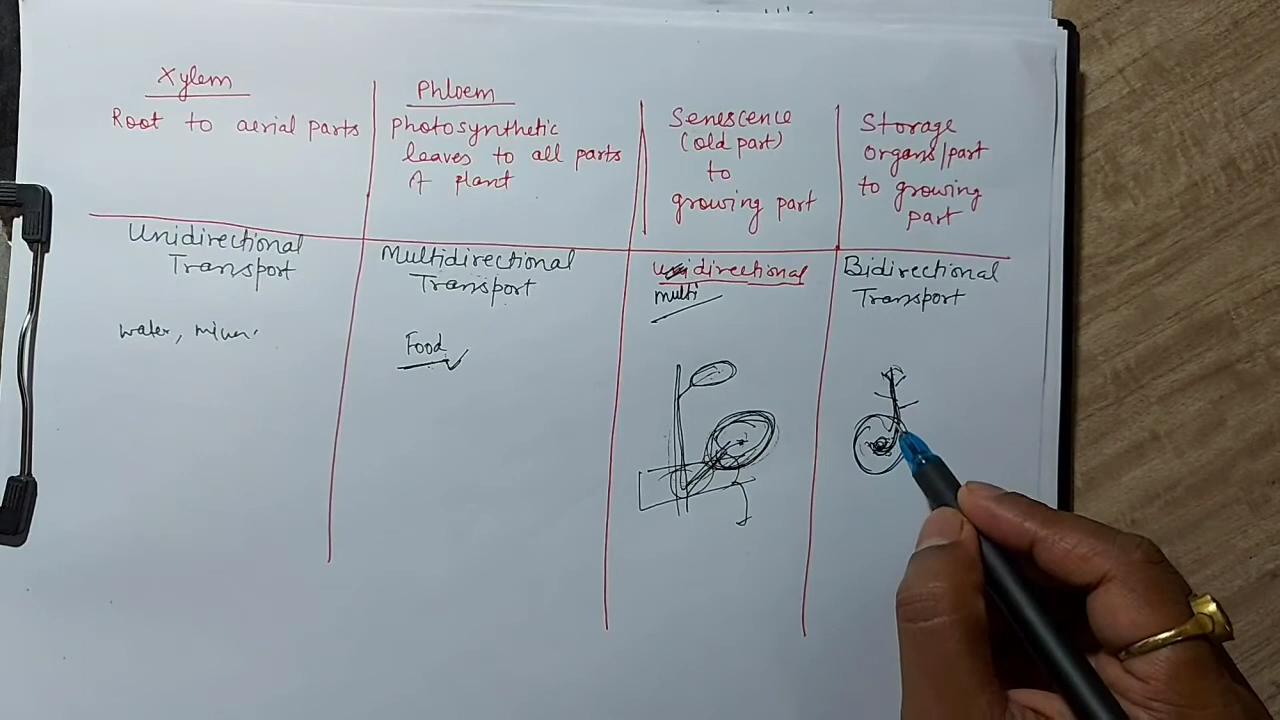 Xylem
Root to aerial parts
Unidirectional
Transport
water, miner
Phloem
Photosynthetic
leaves to all parts
of plant
Multidirectional
Transport
Food
Senescence
(old part)
to
growing part
Unidirectional
multi
Storage
organs/part
to growing
part
Bidirectional
Transport